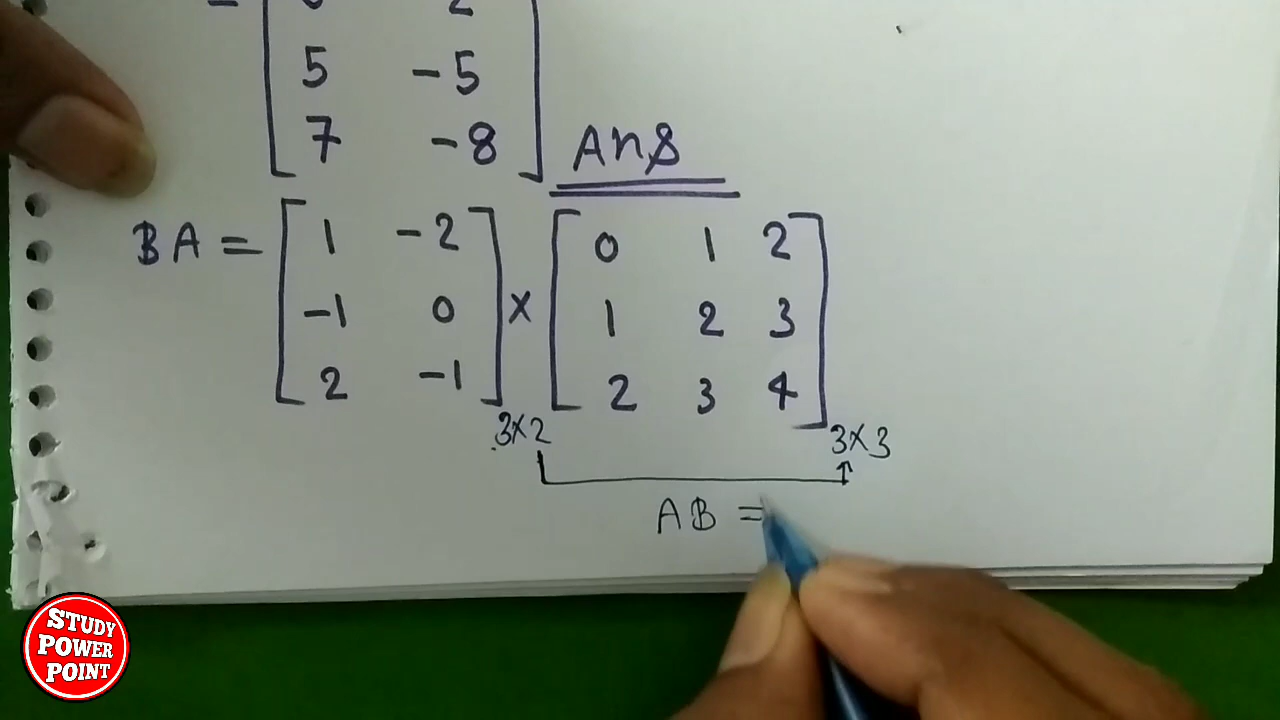 = [ 2
5 -5
7 -8 ] Ans
BA = [ 1 -2
-1 0
2 -1 ] 3×2 × [ 0 1 2
1 2 3
2 3 4 ] 3×3
AB =
STUDY
POWER
POINT